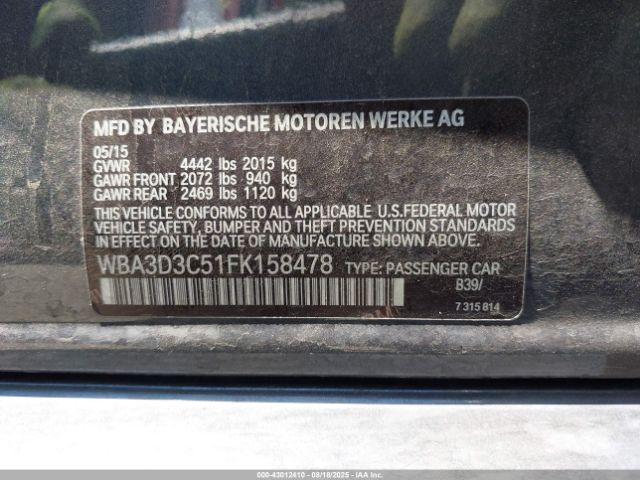 MFD BY BAYERISCHE MOTOREN WERKE AG
05/15
GVWR 4442 lbs 2015 kg
GAWR FRONT 2072 lbs 940 kg
GAWR REAR 2469 lbs 1120 kg
THIS VEHICLE CONFORMS TO ALL APPLICABLE U.S.FEDERAL MOTOR
VEHICLE SAFETY, BUMPER AND THEFT PREVENTION STANDARDS
IN EFFECT ON THE DATE OF MANUFACTURE SHOWN ABOVE.
WBA3D3C51FK158478 TYPE: PASSENGER CAR
B39/
7 315 814
000-43012410 - 08/18/2025 - COPART.COM